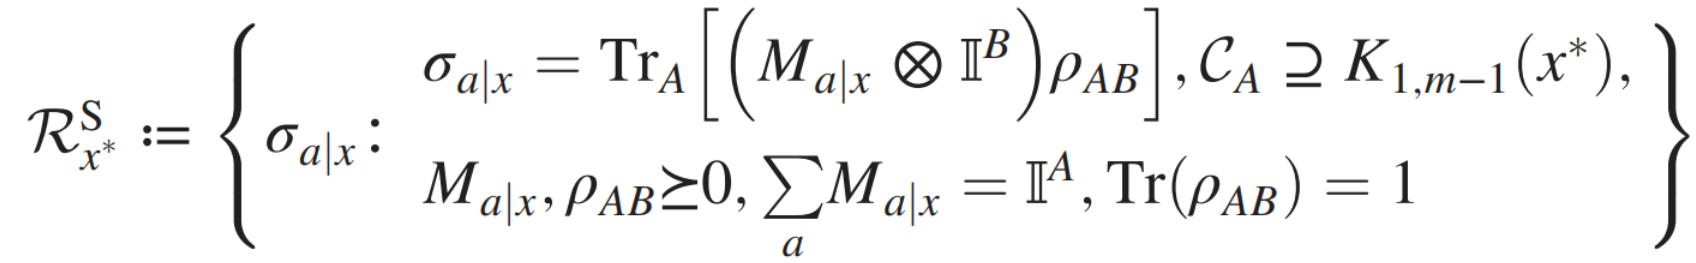 σ_{a|x} = Tr_A[(M_{a|x} ⊗ 𝕀^B)ρ_{AB}], 𝒞_A ⊇ K_{1,m−1}(x*),
ℛ^S_{x*} ≔ { σ_{a|x} : }
M_{a|x}, ρ_{AB} ⪰ 0, ∑_a M_{a|x} = 𝕀^A, Tr(ρ_{AB}) = 1